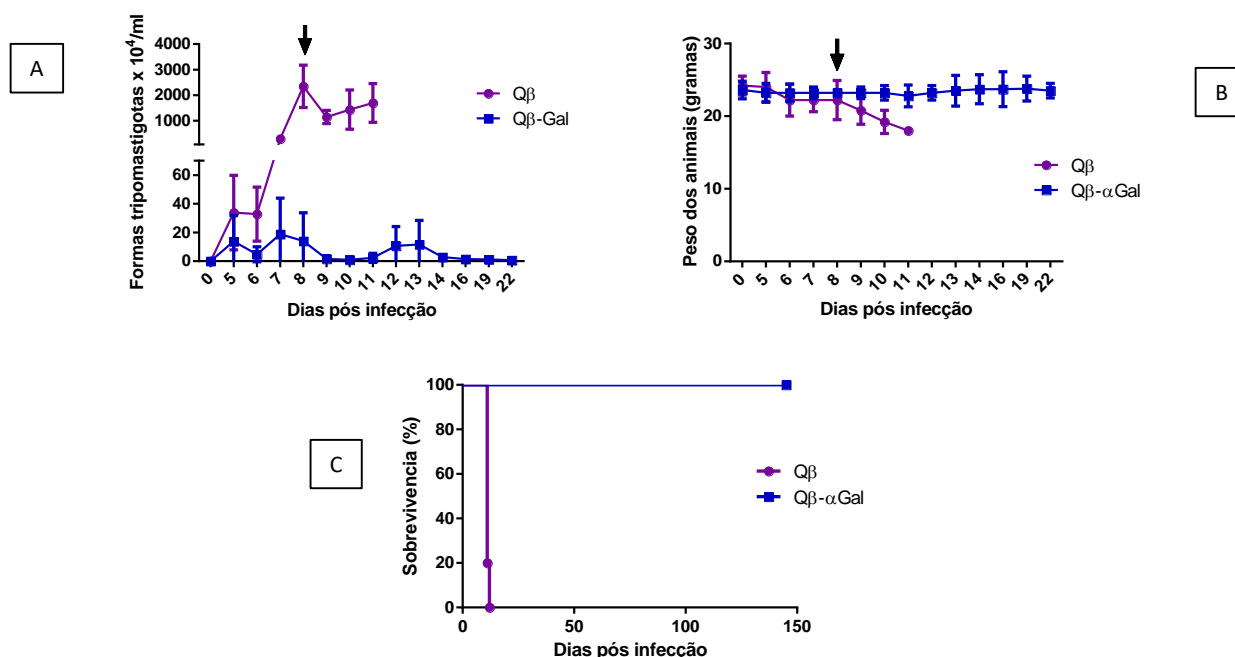 A
Formas tripomastigotas x 10⁴/ml
4000
3000
2000
1000
60
40
20
0
0 5 6 7 8 9 10 11 12 13 14 16 19 22
Dias pós infecção
Qβ
Qβ-Gal
B
Peso dos animais (gramas)
30
20
10
0
0 5 6 7 8 9 10 11 12 13 14 16 19 22
Dias pós infecção
Qβ
Qβ-αGal
C
Sobrevivencia (%)
100
80
60
40
20
0
0 50 100 150
Dias pós infecção
Qβ
Qβ-αGal